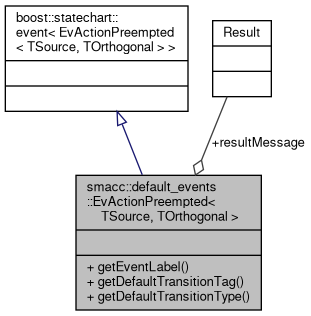 boost::statechart::
event< EvActionPreempted
< TSource, TOrthogonal > >
Result
+resultMessage
smacc::default_events
::EvActionPreempted<
TSource, TOrthogonal >
+ getEventLabel()
+ getDefaultTransitionTag()
+ getDefaultTransitionType()